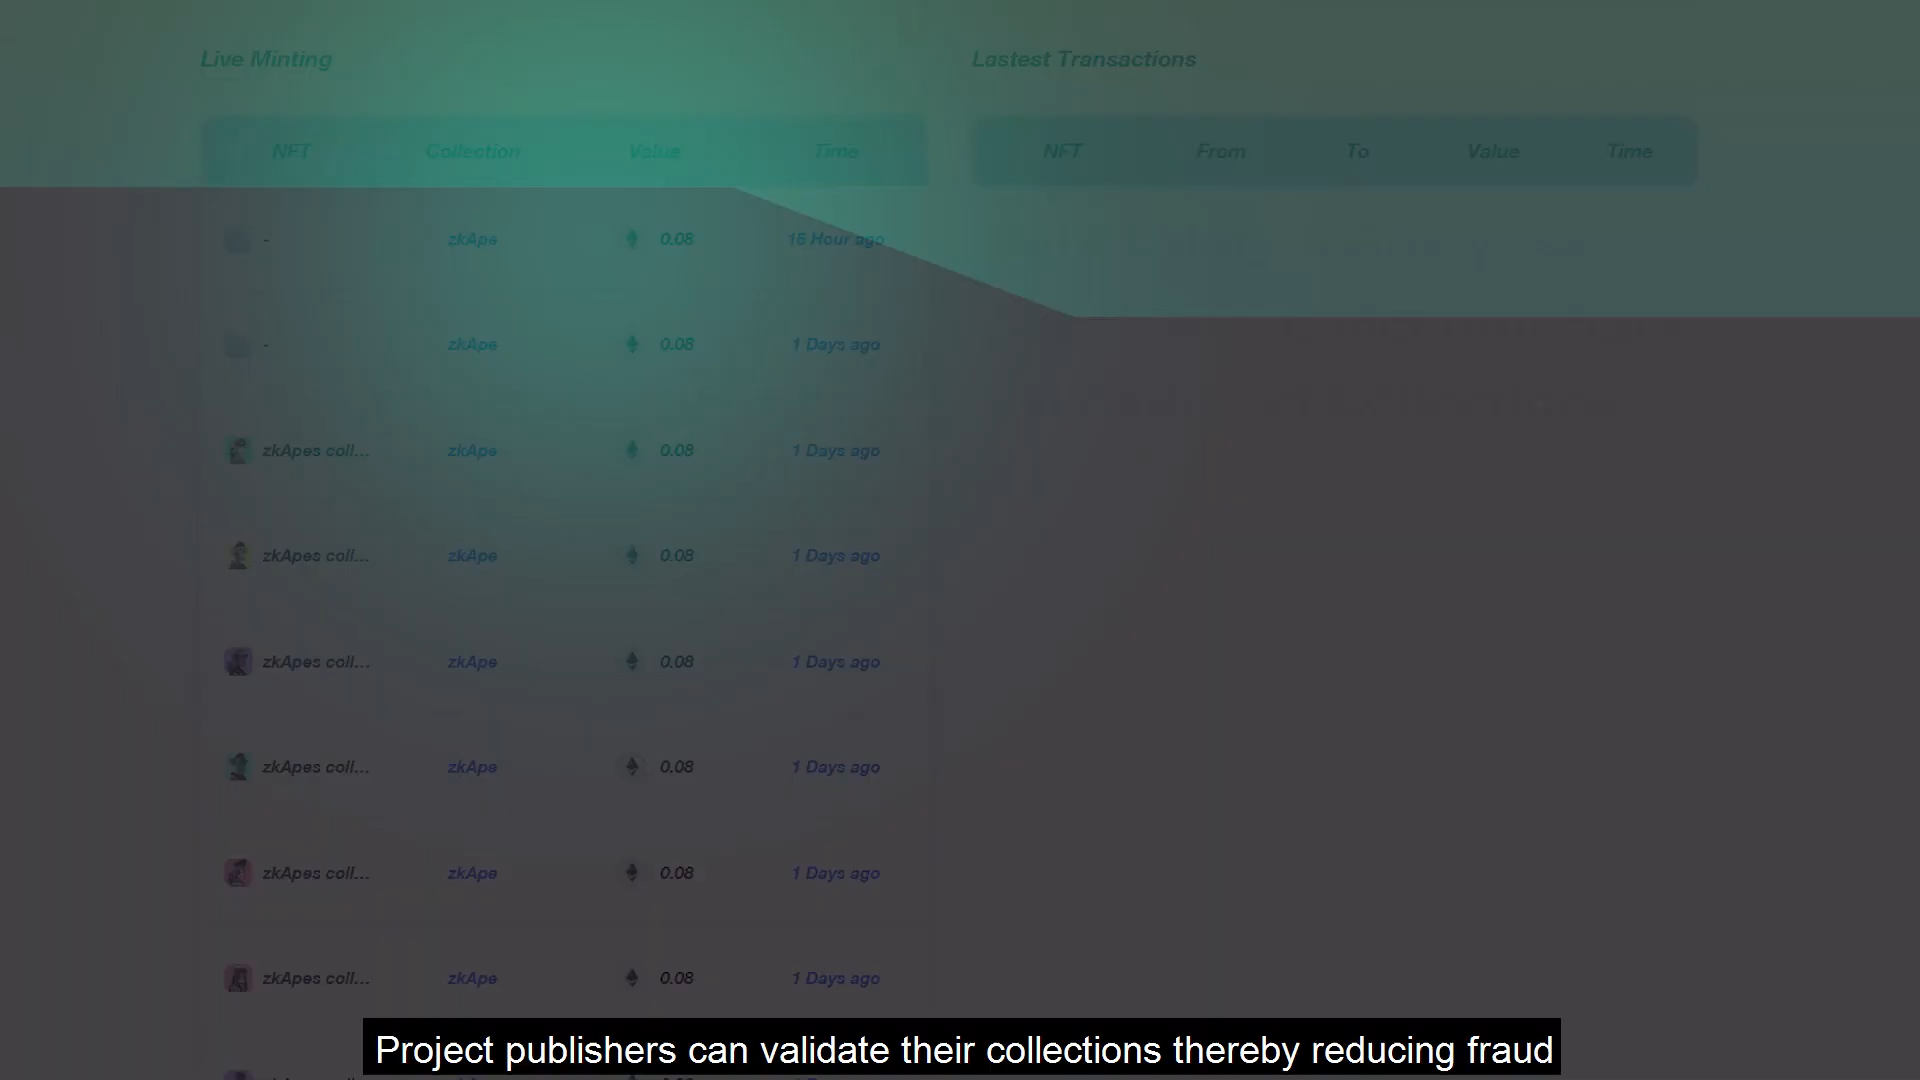 Live Minting
NFT Collection Value Time
- zkApe 0.08 16 Hour ago
- zkApe 0.08 1 Days ago
zkApes coll... zkApe 0.08 1 Days ago
zkApes coll... zkApe 0.08 1 Days ago
zkApes coll... zkApe 0.08 1 Days ago
zkApes coll... zkApe 0.08 1 Days ago
zkApes coll... zkApe 0.08 1 Days ago
zkApes coll... zkApe 0.08 1 Days ago
Lastest Transactions
NFT From To Value Time
Project publishers can validate their collections thereby reducing fraud